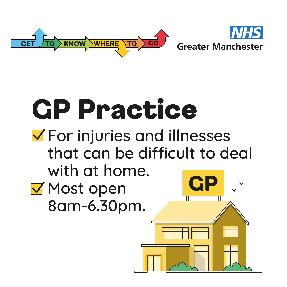 GET TO KNOW WHERE TO GO
NHS
Greater Manchester
GP Practice
For injuries and illnesses
that can be difficult to deal
with at home.
Most open
8am-6.30pm.
GP